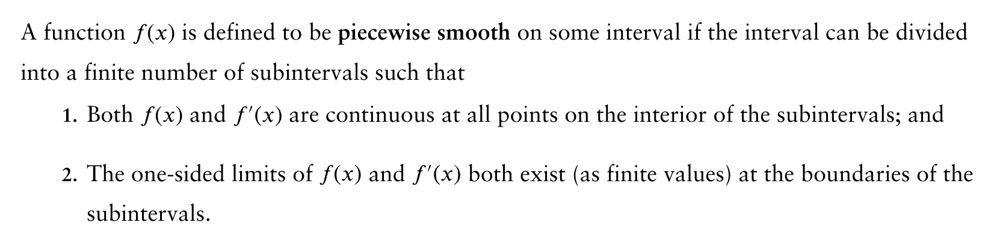 A function f(x) is defined to be piecewise smooth on some interval if the interval can be divided
into a finite number of subintervals such that
1. Both f(x) and f′(x) are continuous at all points on the interior of the subintervals; and
2. The one-sided limits of f(x) and f′(x) both exist (as finite values) at the boundaries of the
subintervals.